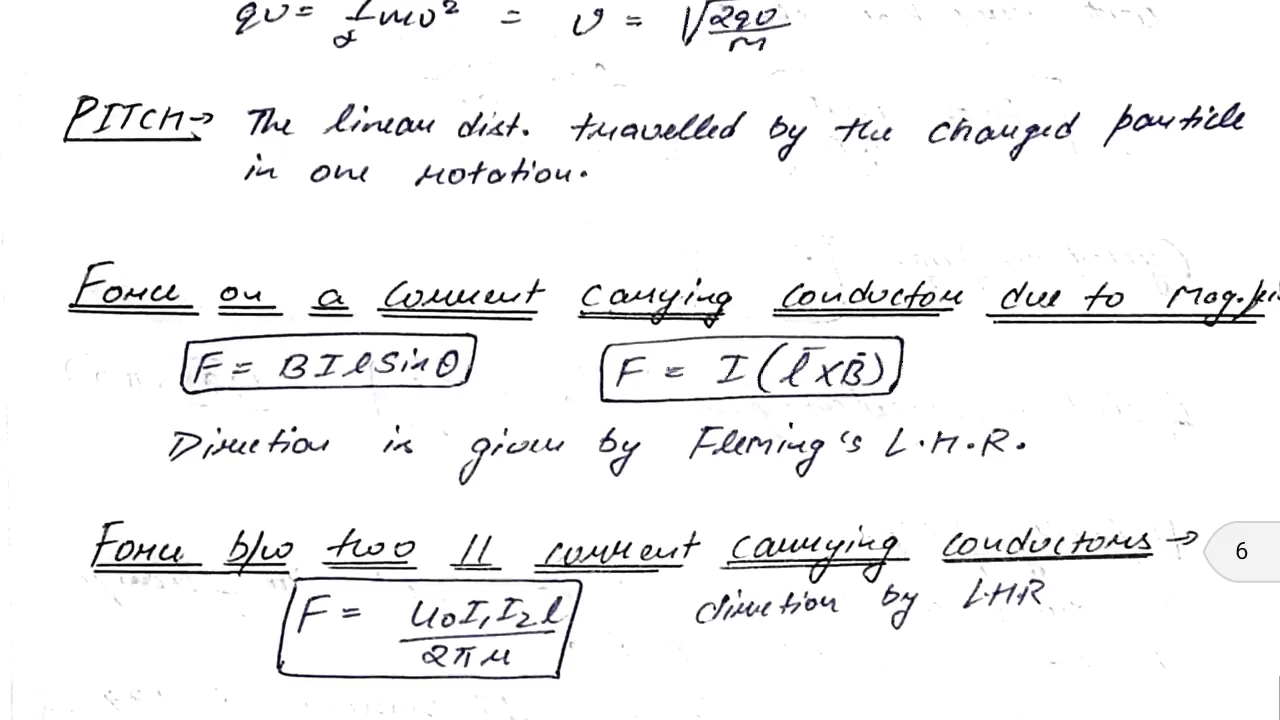 qv = 1/2 mv² = v = √(2qv/m)
PITCH→ The linear dist. travelled by the charged particle
in one rotation.
Force on a current carrying conductor due to Mag.fi
F = BIlSinθ F = I(l̄ × B̄)
Direction is given by Fleming's L.H.R.
Force b/w two || current carrying conductors →
F = μ0I1I2l / 2πr direction by LHR
6